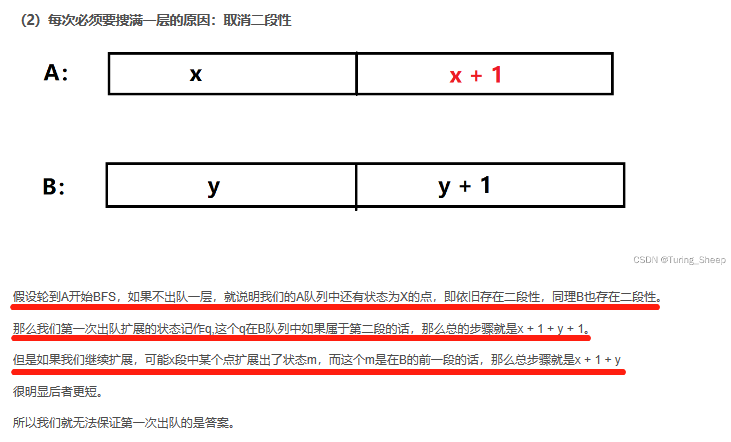 （2）每次必须要搜满一层的原因：取消二段性
A： x x + 1
B： y y + 1
CSDN @Turing_Sheep
假设轮到A开始BFS，如果不出队一层，就说明我们的A队列中还有状态为X的点，即依旧存在二段性，同理B也存在二段性。
那么我们第一次出队扩展的状态记作q,这个q在B队列中如果属于第二段的话，那么总的步骤就是x + 1 + y + 1。
但是如果我们继续扩展，可能x段中某个点扩展出了状态m，而这个m是在B的前一段的话，那么总步骤就是x + 1 + y
很明显后者更短。
所以我们就无法保证第一次出队的是答案。